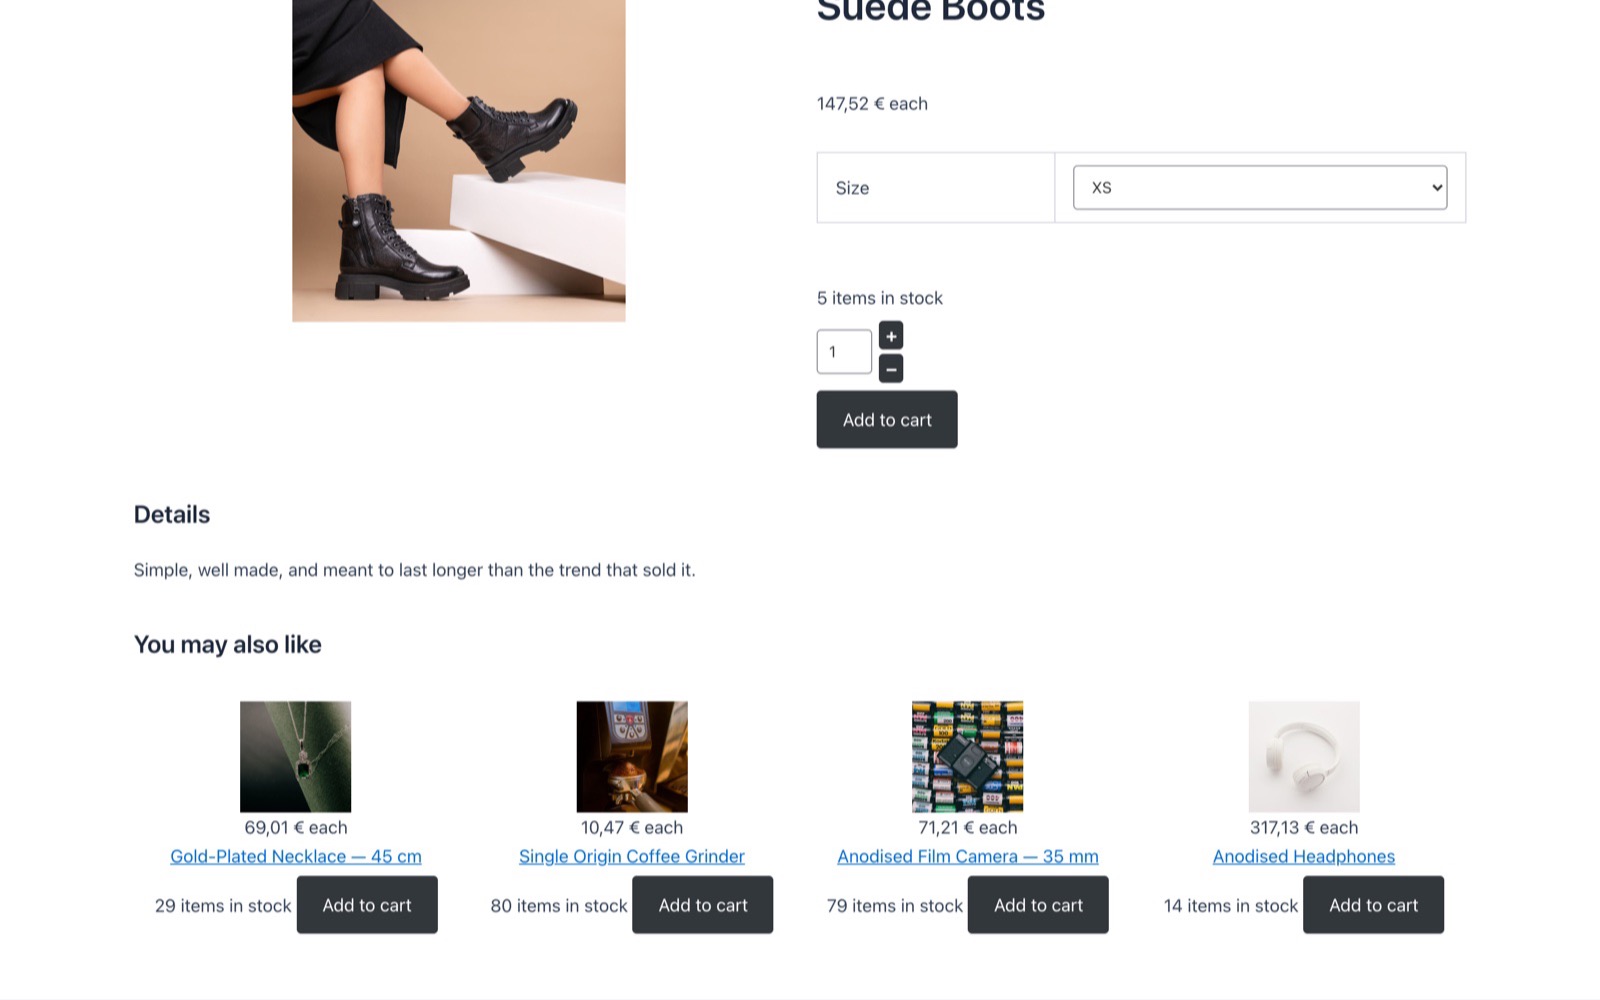 Suede Boots
147,52 € each
Size
XS
5 items in stock
1
+
−
Add to cart
Details
Simple, well made, and meant to last longer than the trend that sold it.
You may also like
69,01 € each
Gold-Plated Necklace — 45 cm
29 items in stock
Add to cart
10,47 € each
Single Origin Coffee Grinder
80 items in stock
Add to cart
71,21 € each
Anodised Film Camera — 35 mm
79 items in stock
Add to cart
317,13 € each
Anodised Headphones
14 items in stock
Add to cart